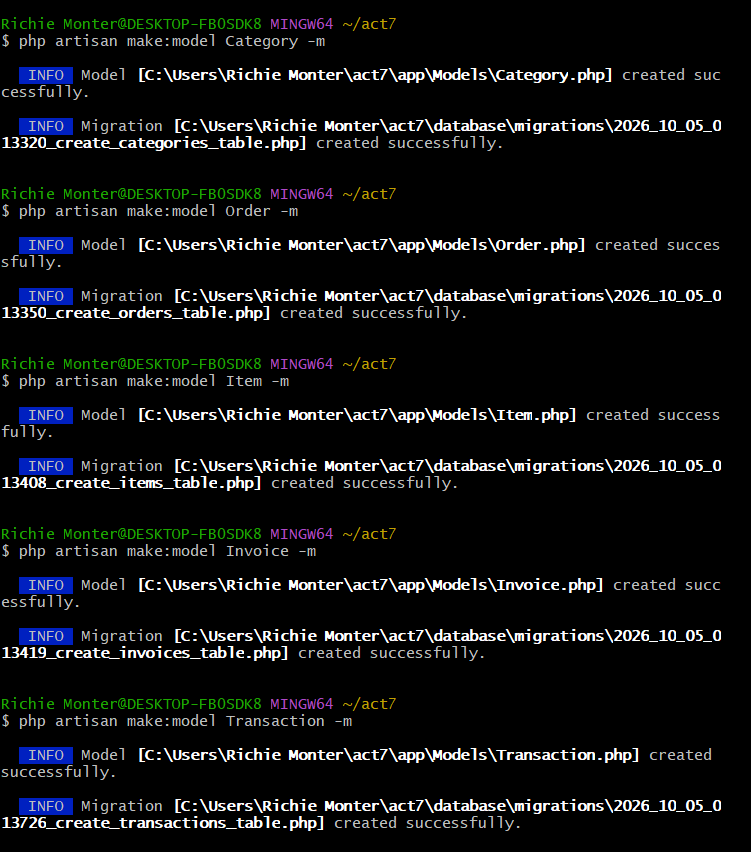 Richie Monter@DESKTOP-FB0SDK8 MINGW64 ~/act7
$ php artisan make:model Category -m
INFO Model [C:\Users\Richie Monter\act7\app\Models\Category.php] created suc
cessfully.
INFO Migration [C:\Users\Richie Monter\act7\database\migrations\2026_10_05_0
13320_create_categories_table.php] created successfully.
Richie Monter@DESKTOP-FB0SDK8 MINGW64 ~/act7
$ php artisan make:model Order -m
INFO Model [C:\Users\Richie Monter\act7\app\Models\Order.php] created succes
sfully.
INFO Migration [C:\Users\Richie Monter\act7\database\migrations\2026_10_05_0
13350_create_orders_table.php] created successfully.
Richie Monter@DESKTOP-FB0SDK8 MINGW64 ~/act7
$ php artisan make:model Item -m
INFO Model [C:\Users\Richie Monter\act7\app\Models\Item.php] created success
fully.
INFO Migration [C:\Users\Richie Monter\act7\database\migrations\2026_10_05_0
13408_create_items_table.php] created successfully.
Richie Monter@DESKTOP-FB0SDK8 MINGW64 ~/act7
$ php artisan make:model Invoice -m
INFO Model [C:\Users\Richie Monter\act7\app\Models\Invoice.php] created succ
essfully.
INFO Migration [C:\Users\Richie Monter\act7\database\migrations\2026_10_05_0
13419_create_invoices_table.php] created successfully.
Richie Monter@DESKTOP-FB0SDK8 MINGW64 ~/act7
$ php artisan make:model Transaction -m
INFO Model [C:\Users\Richie Monter\act7\app\Models\Transaction.php] created
successfully.
INFO Migration [C:\Users\Richie Monter\act7\database\migrations\2026_10_05_0
13726_create_transactions_table.php] created successfully.